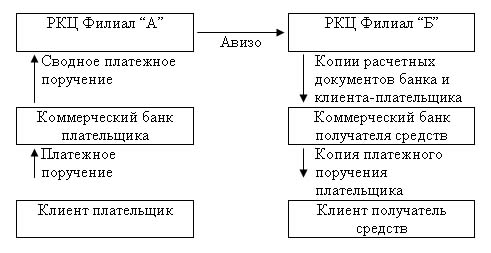 РКЦ Филиал “А”
РКЦ Филиал “Б”
Авизо
Сводное платежное
поручение
Копии расчетных
документов банка и
клиента-плательщика
Коммерческий банк
плательщика
Коммерческий банк
получателя средств
Платежное
поручение
Копия платежного
поручения
плательщика
Клиент плательщик
Клиент получатель
средств